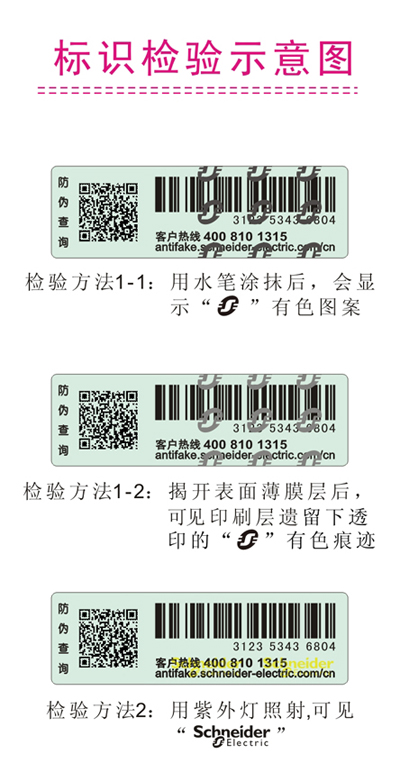 标识检验示意图
防伪查询
3123 5343 6804
客户热线 400 810 1315
antifake.schneider-electric.com/cn
检验方法1-1：用水笔涂抹后，会显
示“ ”有色图案
防伪查询
3123 5343 6804
客户热线 400 810 1315
antifake.schneider-electric.com/cn
检验方法1-2：揭开表面薄膜层后，
可见印刷层遗留下透
印的“ ”有色痕迹
防伪查询
3123 5343 6804
客户热线 400 810 1315
antifake.schneider-electric.com/cn
检验方法2：用紫外灯照射,可见
“Schneider
Electric”